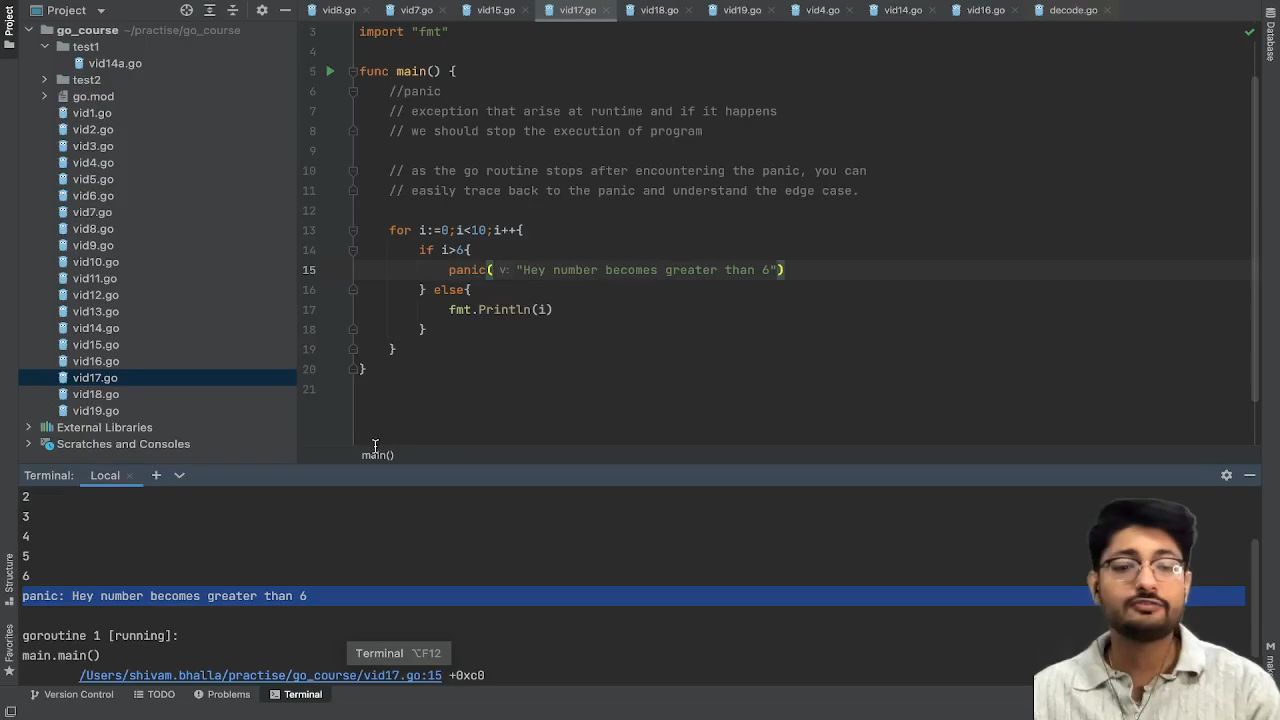 Project
vid8.go
vid7.go
vid15.go
vid17.go
vid18.go
vid19.go
vid4.go
vid14.go
vid16.go
decode.go
Project
go_course ~/practise/go_course
test1
vid14a.go
test2
go.mod
vid1.go
vid2.go
vid3.go
vid4.go
vid5.go
vid6.go
vid7.go
vid8.go
vid9.go
vid10.go
vid11.go
vid12.go
vid13.go
vid14.go
vid15.go
vid16.go
vid17.go
vid18.go
vid19.go
External Libraries
Scratches and Consoles
3 import "fmt"
4
5 func main() {
6 //panic
7 // exception that arise at runtime and if it happens
8 // we should stop the execution of program
9
10 // as the go routine stops after encountering the panic, you can
11 // easily trace back to the panic and understand the edge case.
12
13 for i:=0;i<10;i++{
14 if i>6{
15 panic( v: "Hey number becomes greater than 6")
16 } else{
17 fmt.Println(i)
18 }
19 }
20 }
21
main()
Database
Terminal: Local
2
3
4
5
6
panic: Hey number becomes greater than 6
goroutine 1 [running]:
main.main()
/Users/shivam.bhalla/practise/go_course/vid17.go:15 +0xc0
Terminal ⌥F12
Structure
Favorites
Version Control
TODO
Problems
Terminal